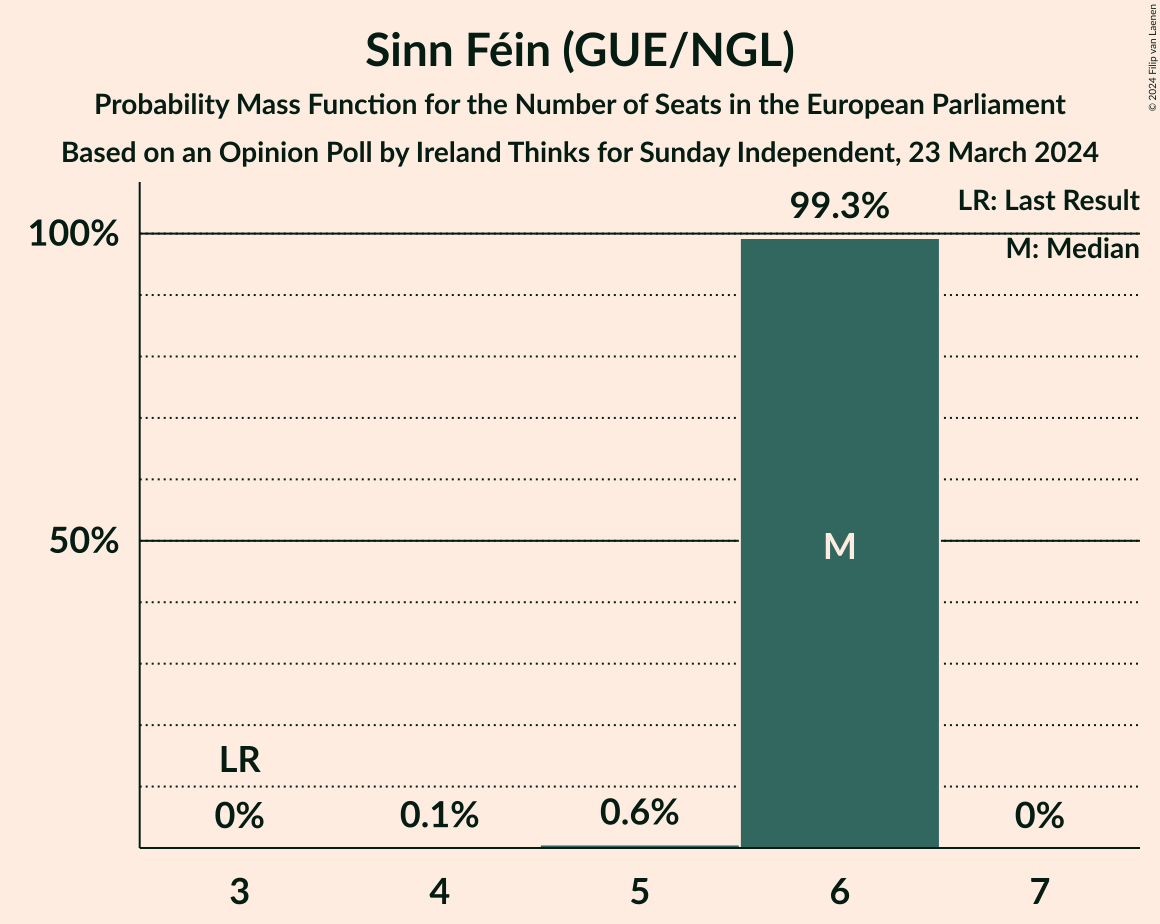 Sinn Féin (GUE/NGL)
Probability Mass Function for the Number of Seats in the European Parliament
Based on an Opinion Poll by Ireland Thinks for Sunday Independent, 23 March 2024
© 2024 Filip van Laenen
LR: Last Result
M: Median
99.3%
100%
50%
M
LR
0%
0.1%
0.6%
0%
3
4
5
6
7